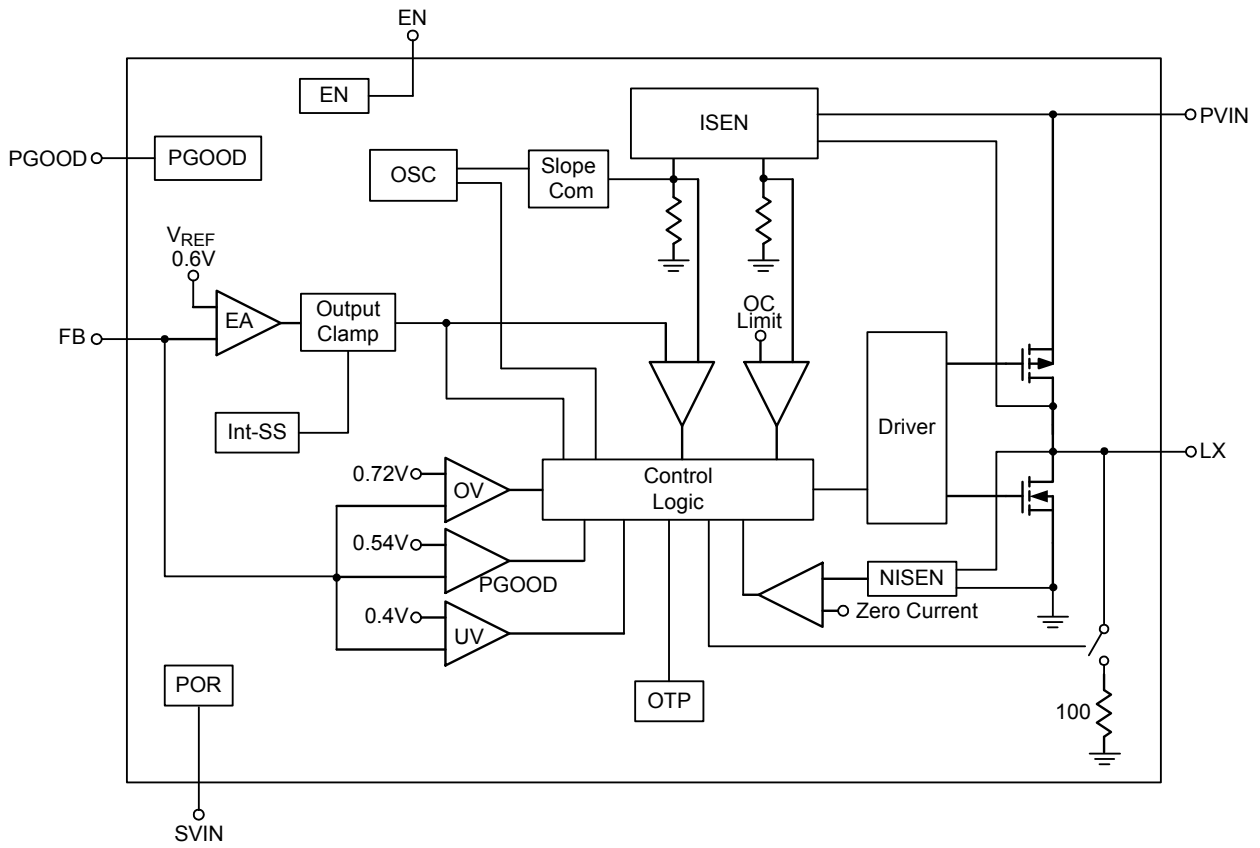 EN
EN
ISEN
PVIN
PGOOD
PGOOD
OSC
Slope
Com
VREF
0.6V
EA
Output
Clamp
OC
Limit
FB
Int-SS
Driver
LX
0.72V
OV
Control
Logic
0.54V
PGOOD
NISEN
0.4V
UV
Zero Current
POR
OTP
100
SVIN